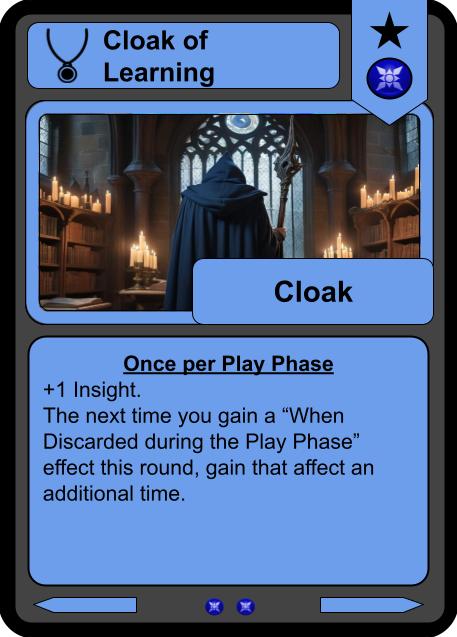 Cloak of
Learning
Cloak
Once per Play Phase
+1 Insight.
The next time you gain a “When
Discarded during the Play Phase”
effect this round, gain that affect an
additional time.